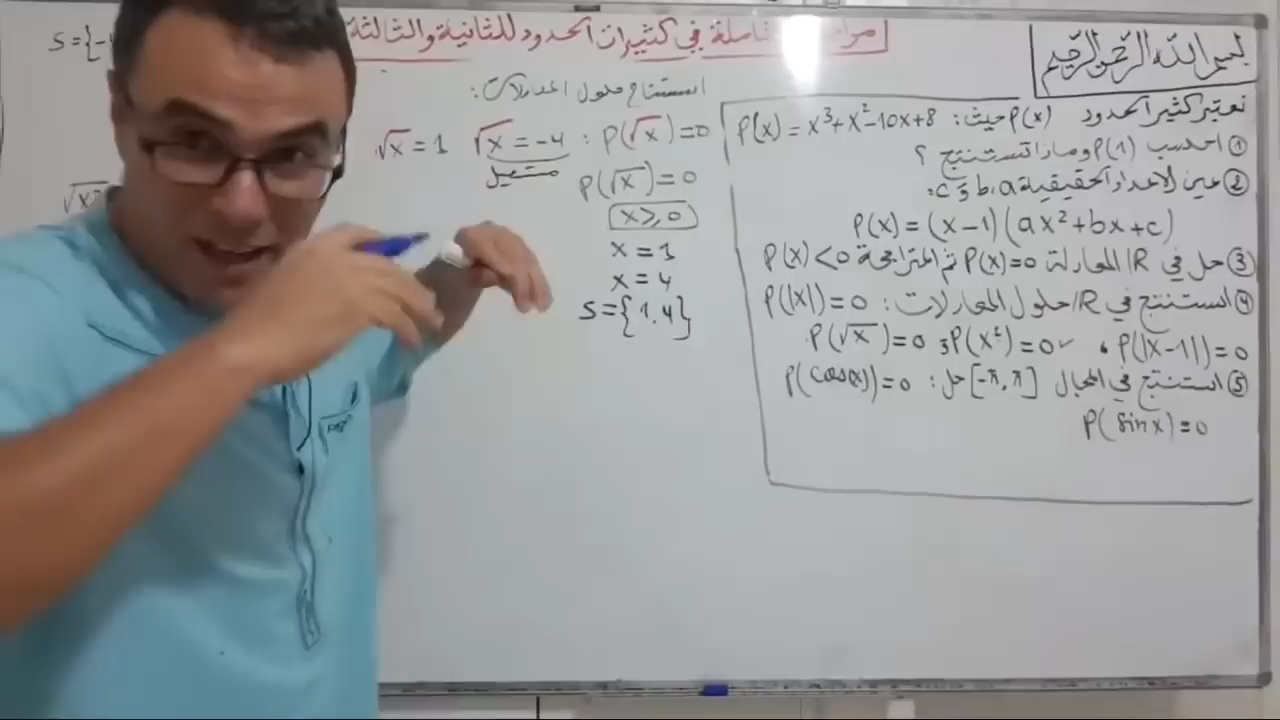 بسم الله الرحمن الرحيم
شاملة في كثيرات الحدود للثانية والثالثة
S={-
نعتبر كثير الحدود P(x) حيث: P(x) = x³+x²-10x+8
① احسب P(1) وماذا تستنتج ؟
② عين الأعداد الحقيقية a، b و c:
P(x) = (x-1)(ax²+bx+c)
③ حل في R المعادلة P(x)=0 ثم المتراجحة P(x)<0
④ استنتج في R حلول المعادلات: P(|x|)=0
P(|x-1|)=0 ، P(x²)=0 و P(√x)=0
⑤ استنتج في المجال [-π,π] حل: P(cos(x))=0
P(sin x)=0
استنتاج حلول المعادلات:
P(√x)=0 : √x=-4 √x=1
مستحيل
P(√x)=0
x≥0
x=1
x=4
S={1,4}